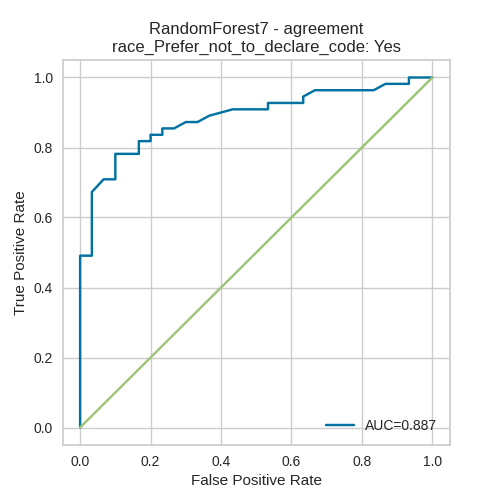 RandomForest7 - agreement
race_Prefer_not_to_declare_code: Yes
True Positive Rate
1.0
0.8
0.6
0.4
0.2
0.0
AUC=0.887
0.0 0.2 0.4 0.6 0.8 1.0
False Positive Rate